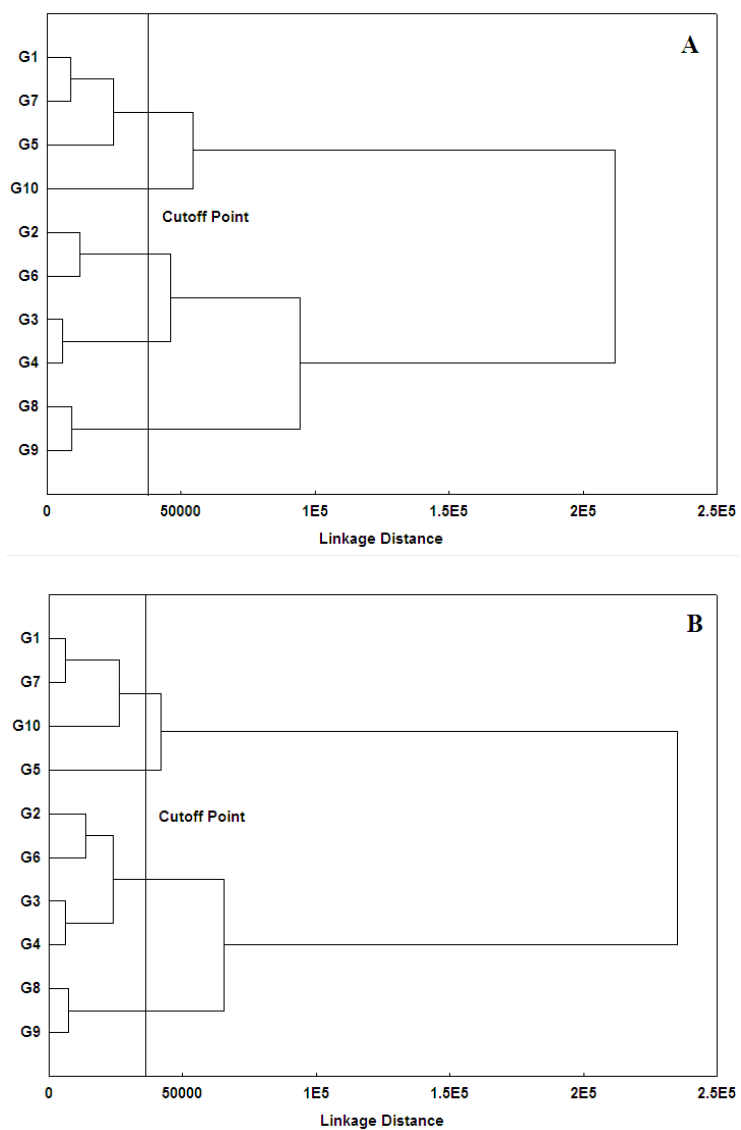 A
G1
G7
G5
G10
Cutoff Point
G2
G6
G3
G4
G8
G9
0 50000 1E5 1.5E5 2E5 2.5E5
Linkage Distance
B
G1
G7
G10
G5
Cutoff Point
G2
G6
G3
G4
G8
G9
0 50000 1E5 1.5E5 2E5 2.5E5
Linkage Distance